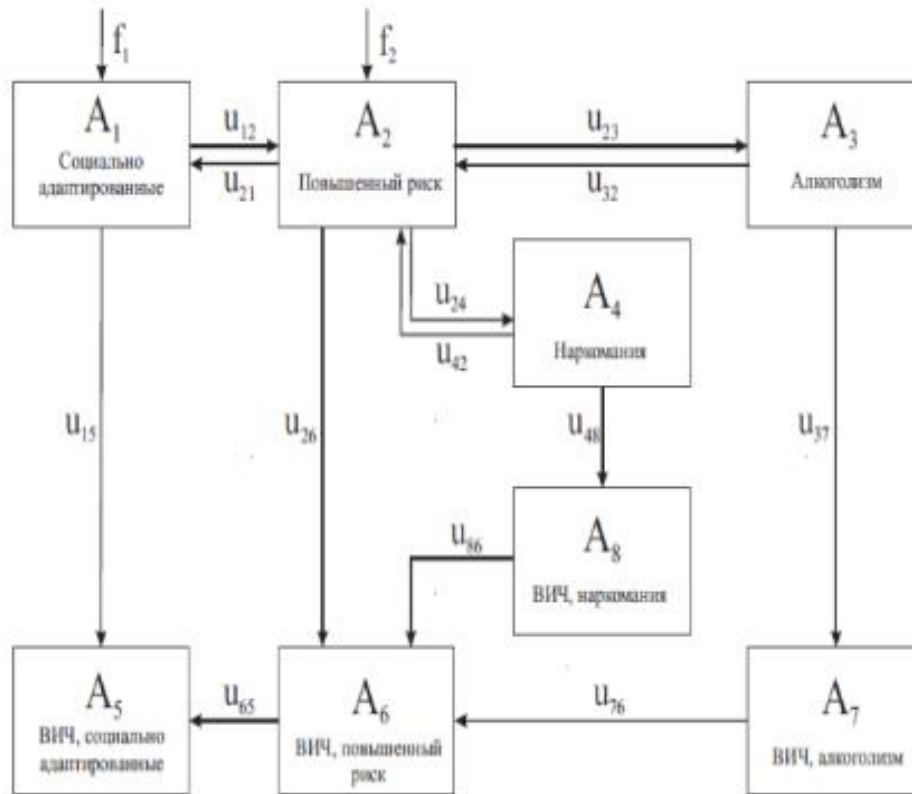 f₁
f₂
A₁
Социально
адаптированные
u₁₂
u₂₁
A₂
Повышенный риск
u₂₃
u₃₂
A₃
Алкоголизм
u₂₄
u₄₂
A₄
Наркомания
u₁₅
u₂₆
u₄₈
u₃₇
u₈₆
A₈
ВИЧ, наркомания
A₅
ВИЧ, социально
адаптированные
u₆₅
A₆
ВИЧ, повышенный
риск
u₇₆
A₇
ВИЧ, алкоголизм